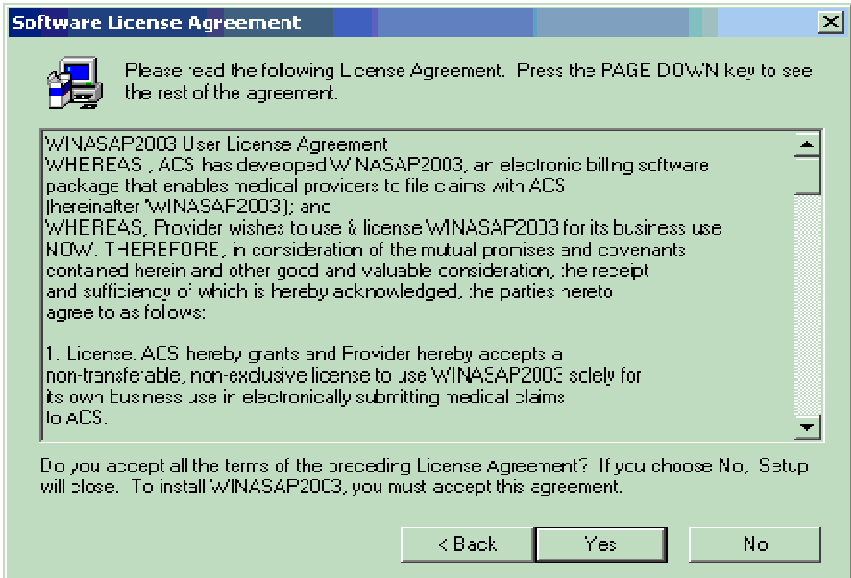 Software License Agreement
Please read the following License Agreement. Press the PAGE DOWN key to see
the rest of the agreement.
WINASAP2003 User License Agreement
WHEREAS , ACS has developed WINASAP2003, an electronic billing software
package that enables medical providers to file claims with ACS
(hereinafter 'WINASAP2003); and
WHEREAS, Provider wishes to use & license WINASAP2003 for its business use
NOW. THEREFORE, in consideration of the mutual promises and covenants
contained herein and other good and valuable consideration, the receipt
and sufficiency of which is hereby acknowledged, the parties hereto
agree to as follows:
1. License. ACS hereby grants and Provider hereby accepts a
non-transferable, non-exclusive license to use WINASAP2003 solely for
its own business use in electronically submitting medical claims
to ACS.
Do you accept all the terms of the preceding License Agreement? If you choose No, Setup
will close. To install WINASAP2003, you must accept this agreement.
< Back Yes No